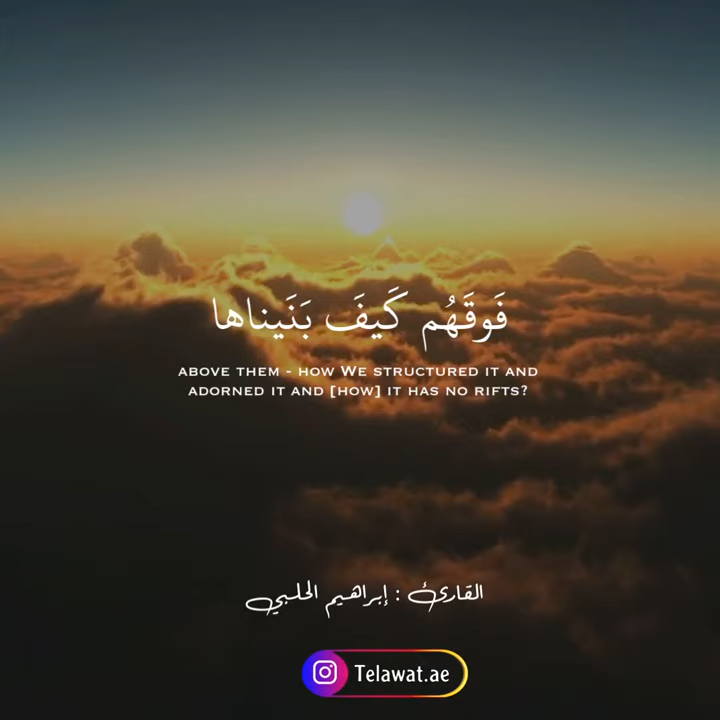 فَوقَهُم كَيفَ بَنَيناها
ABOVE THEM - HOW WE STRUCTURED IT AND
ADORNED IT AND [HOW] IT HAS NO RIFTS?
القارئ : إبراهيم الحلبي
Telawat.ae